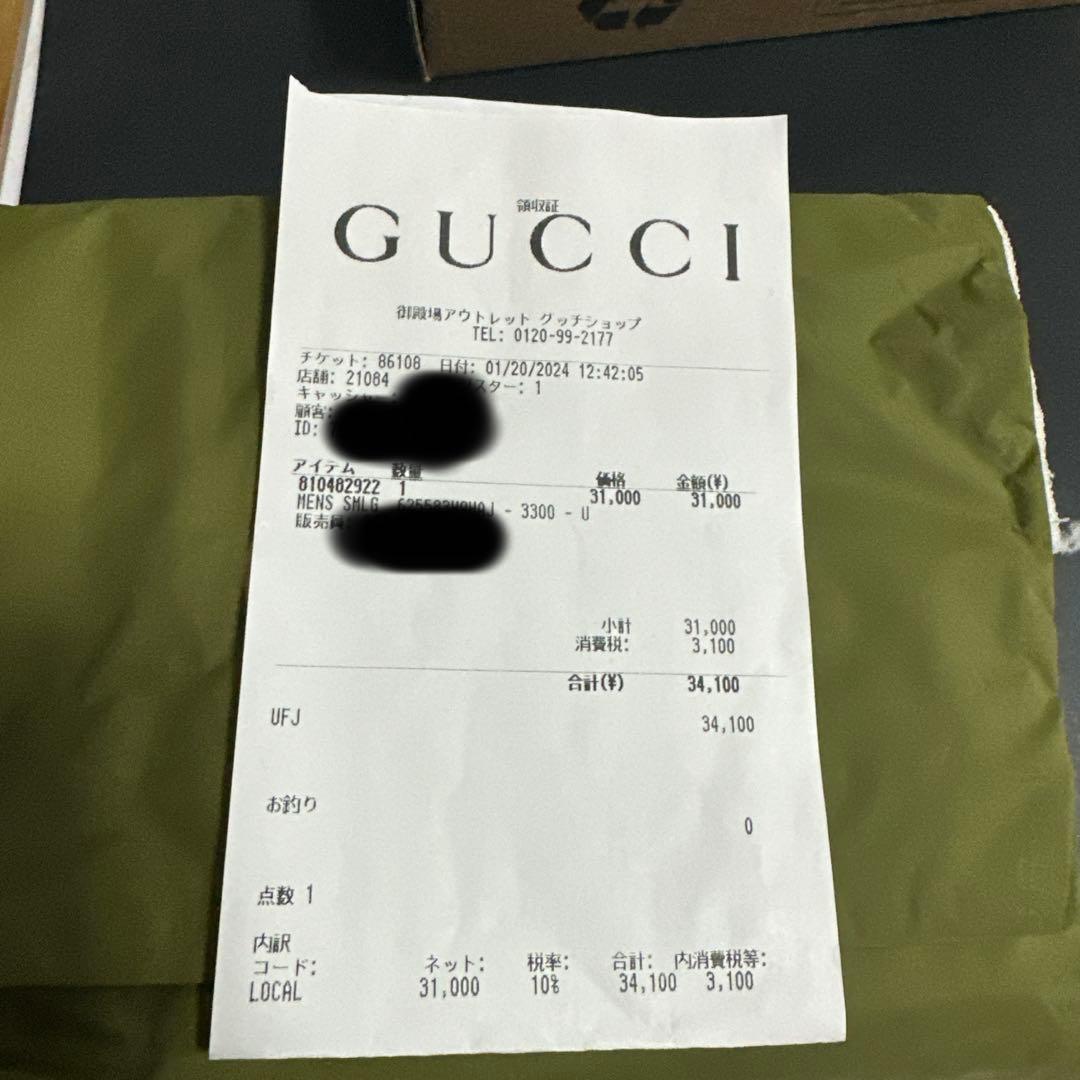 領収証
GUCCI
御殿場アウトレット グッチショップ
TEL: 0120-99-2177
チケット: 86108 日付: 01/20/2024 12:42:05
店舗: 21084 スター: 1
キャッシャ
顧客:
ID:
アイテム 数量 価格 金額(¥)
810482922 1 31,000 31,000
MENS SMLG - 3300 - U
販売員:
小計 31,000
消費税: 3,100
合計(¥) 34,100
UFJ 34,100
お釣り 0
点数 1
内訳
コード: ネット: 税率: 合計: 内消費税等:
LOCAL 31,000 10% 34,100 3,100